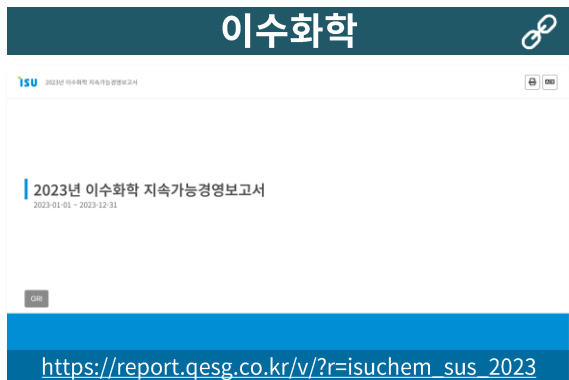 이수화학
ISU 2023년 이수화학 지속가능경영보고서
2023년 이수화학 지속가능경영보고서
2023-01-01 ~ 2023-12-31
GRI
https://report.qesg.co.kr/v/?r=isuchem_sus_2023